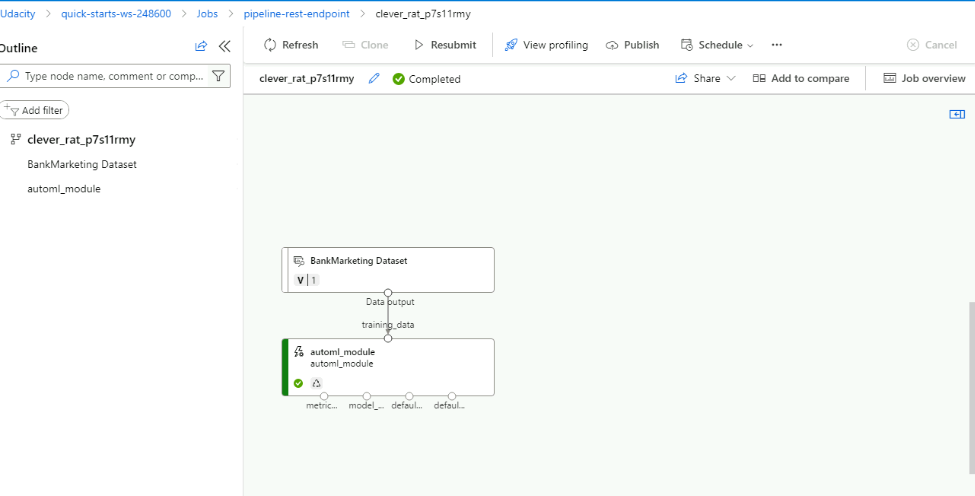 Udacity > quick-starts-ws-248600 > Jobs > pipeline-rest-endpoint > clever_rat_p7s11rmy
Outline
Type node name, comment or comp...
Add filter
clever_rat_p7s11rmy
BankMarketing Dataset
automl_module
Refresh Clone Resubmit View profiling Publish Schedule ... Cancel
clever_rat_p7s11rmy Completed Share Add to compare Job overview
BankMarketing Dataset
V 1
Data output
training_data
automl_module
automl_module
metric... model_... defaul... defaul...